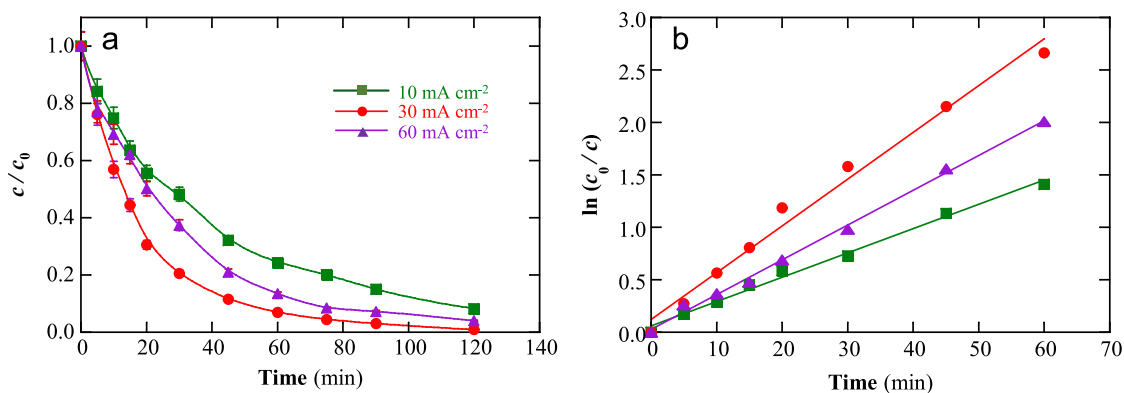 a
c / c₀
1.0
0.8
0.6
0.4
0.2
0.0
10 mA cm⁻²
30 mA cm⁻²
60 mA cm⁻²
0 20 40 60 80 100 120 140
Time (min)
b
ln (c₀ / c)
3.0
2.5
2.0
1.5
1.0
0.5
0.0
0 10 20 30 40 50 60 70
Time (min)